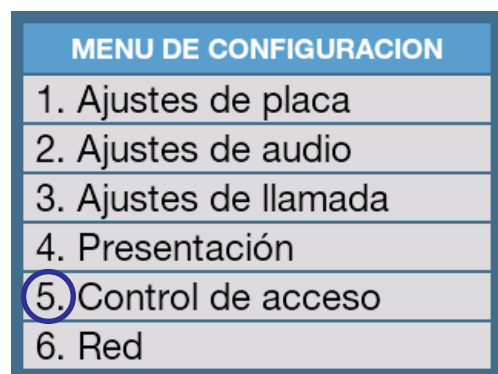 MENU DE CONFIGURACION
1. Ajustes de placa
2. Ajustes de audio
3. Ajustes de llamada
4. Presentación
5. Control de acceso
6. Red